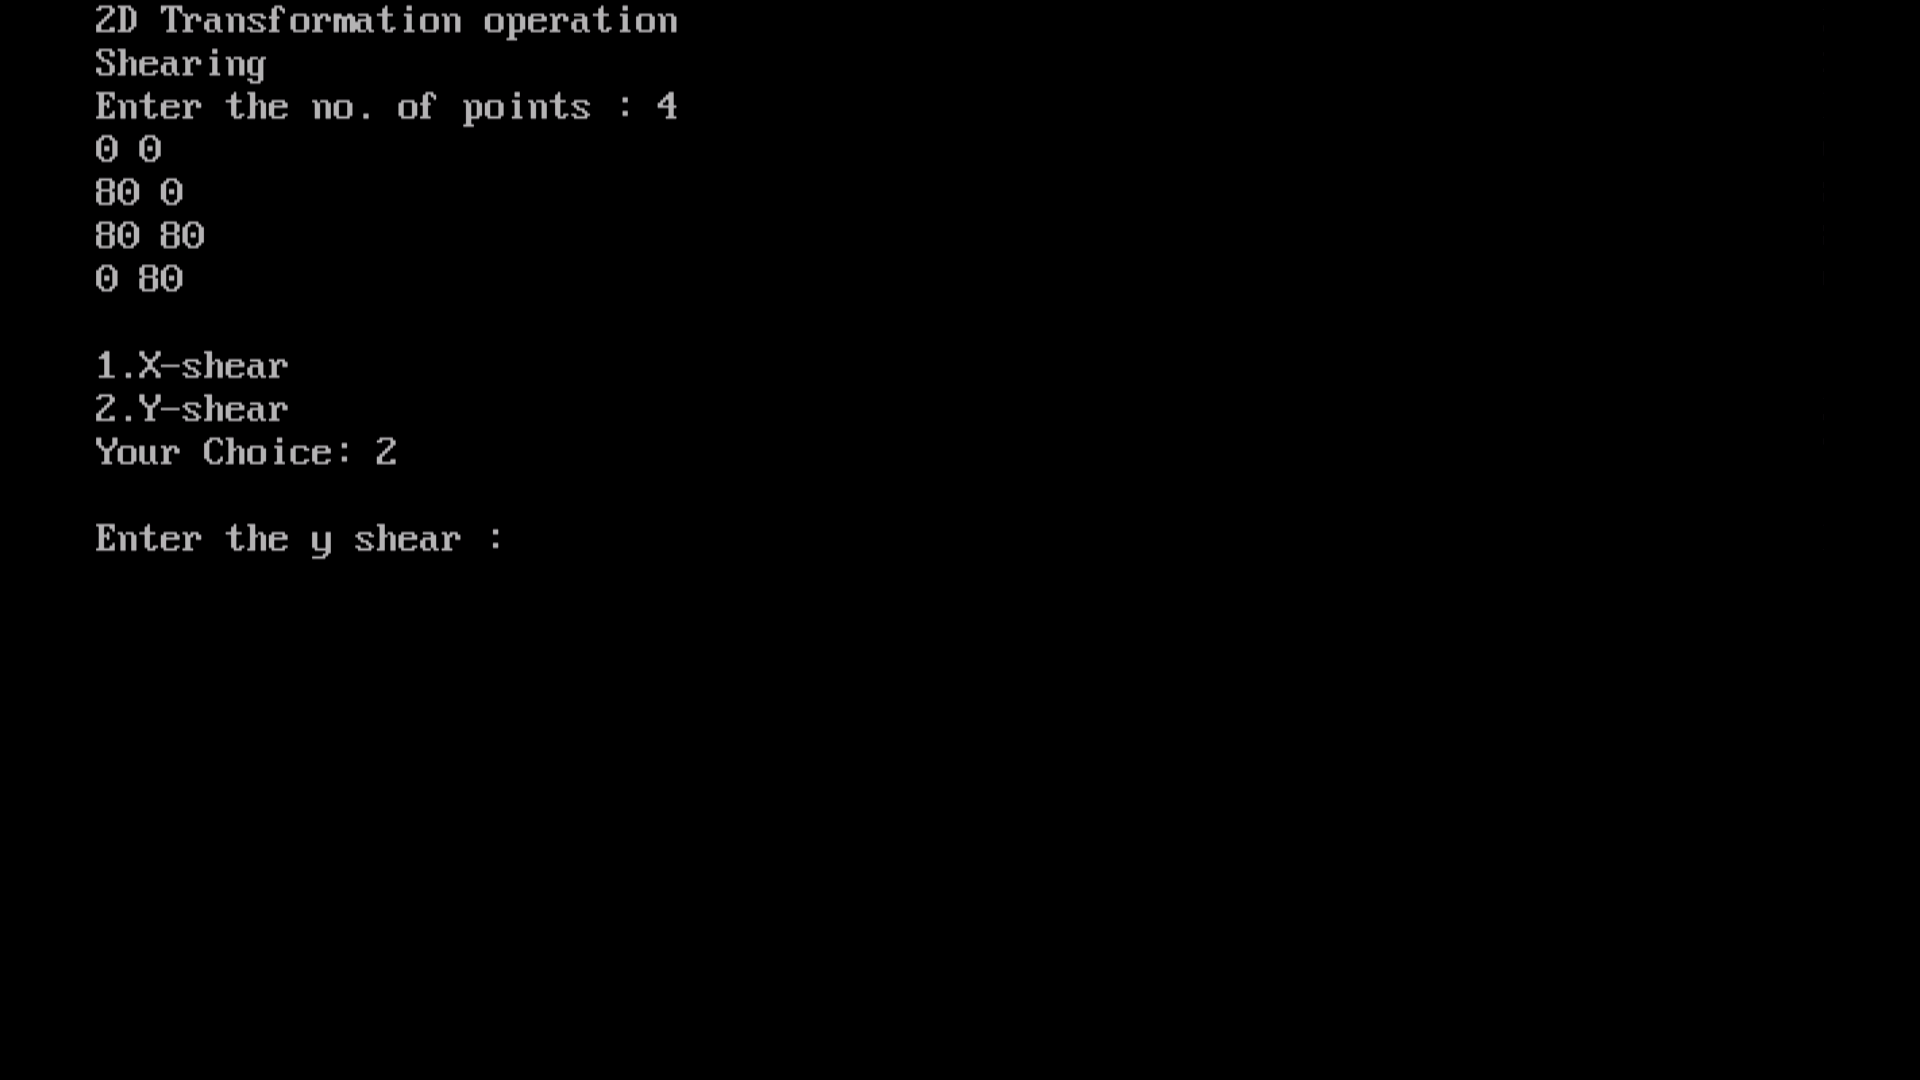 2D Transformation operation
Shearing
Enter the no. of points : 4
0 0
80 0
80 80
0 80
1.X-shear
2.Y-shear
Your Choice: 2
Enter the y shear :